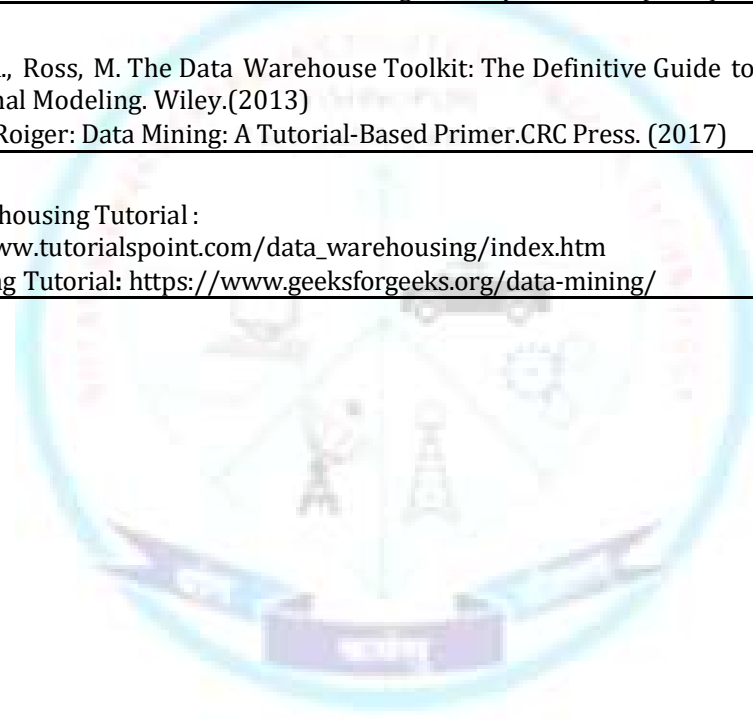 ., Ross, M. The Data Warehouse Toolkit: The Definitive Guide to
nal Modeling. Wiley.(2013)
Roiger: Data Mining: A Tutorial-Based Primer.CRC Press. (2017)
housing Tutorial :
ww.tutorialspoint.com/data_warehousing/index.htm
g Tutorial: https://www.geeksforgeeks.org/data-mining/